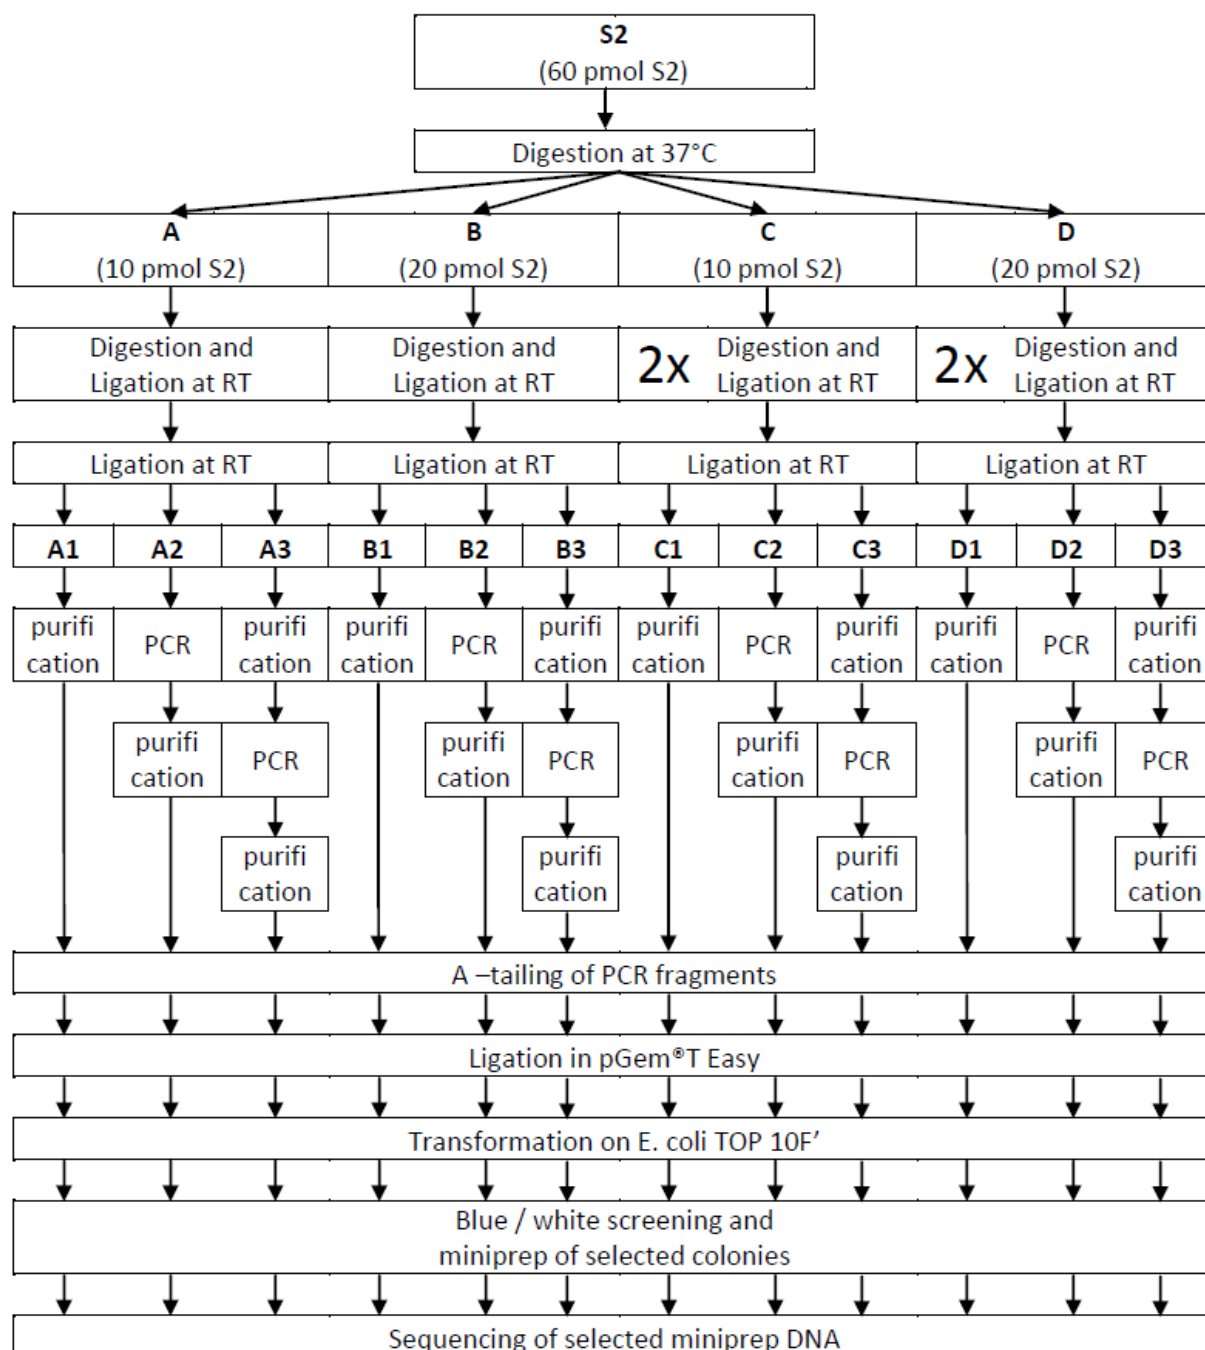 S2
(60 pmol S2)
Digestion at 37°C
A
(10 pmol S2)
B
(20 pmol S2)
C
(10 pmol S2)
D
(20 pmol S2)
Digestion and
Ligation at RT
Digestion and
Ligation at RT
2x
Digestion and
Ligation at RT
2x
Digestion and
Ligation at RT
Ligation at RT
Ligation at RT
Ligation at RT
Ligation at RT
A1
A2
A3
B1
B2
B3
C1
C2
C3
D1
D2
D3
purifi
cation
PCR
purifi
cation
purifi
cation
PCR
purifi
cation
purifi
cation
PCR
purifi
cation
purifi
cation
PCR
purifi
cation
purifi
cation
PCR
purifi
cation
PCR
purifi
cation
PCR
purifi
cation
PCR
purifi
cation
purifi
cation
purifi
cation
purifi
cation
A –tailing of PCR fragments
Ligation in pGem®T Easy
Transformation on E. coli TOP 10F’
Blue / white screening and
miniprep of selected colonies
Sequencing of selected miniprep DNA